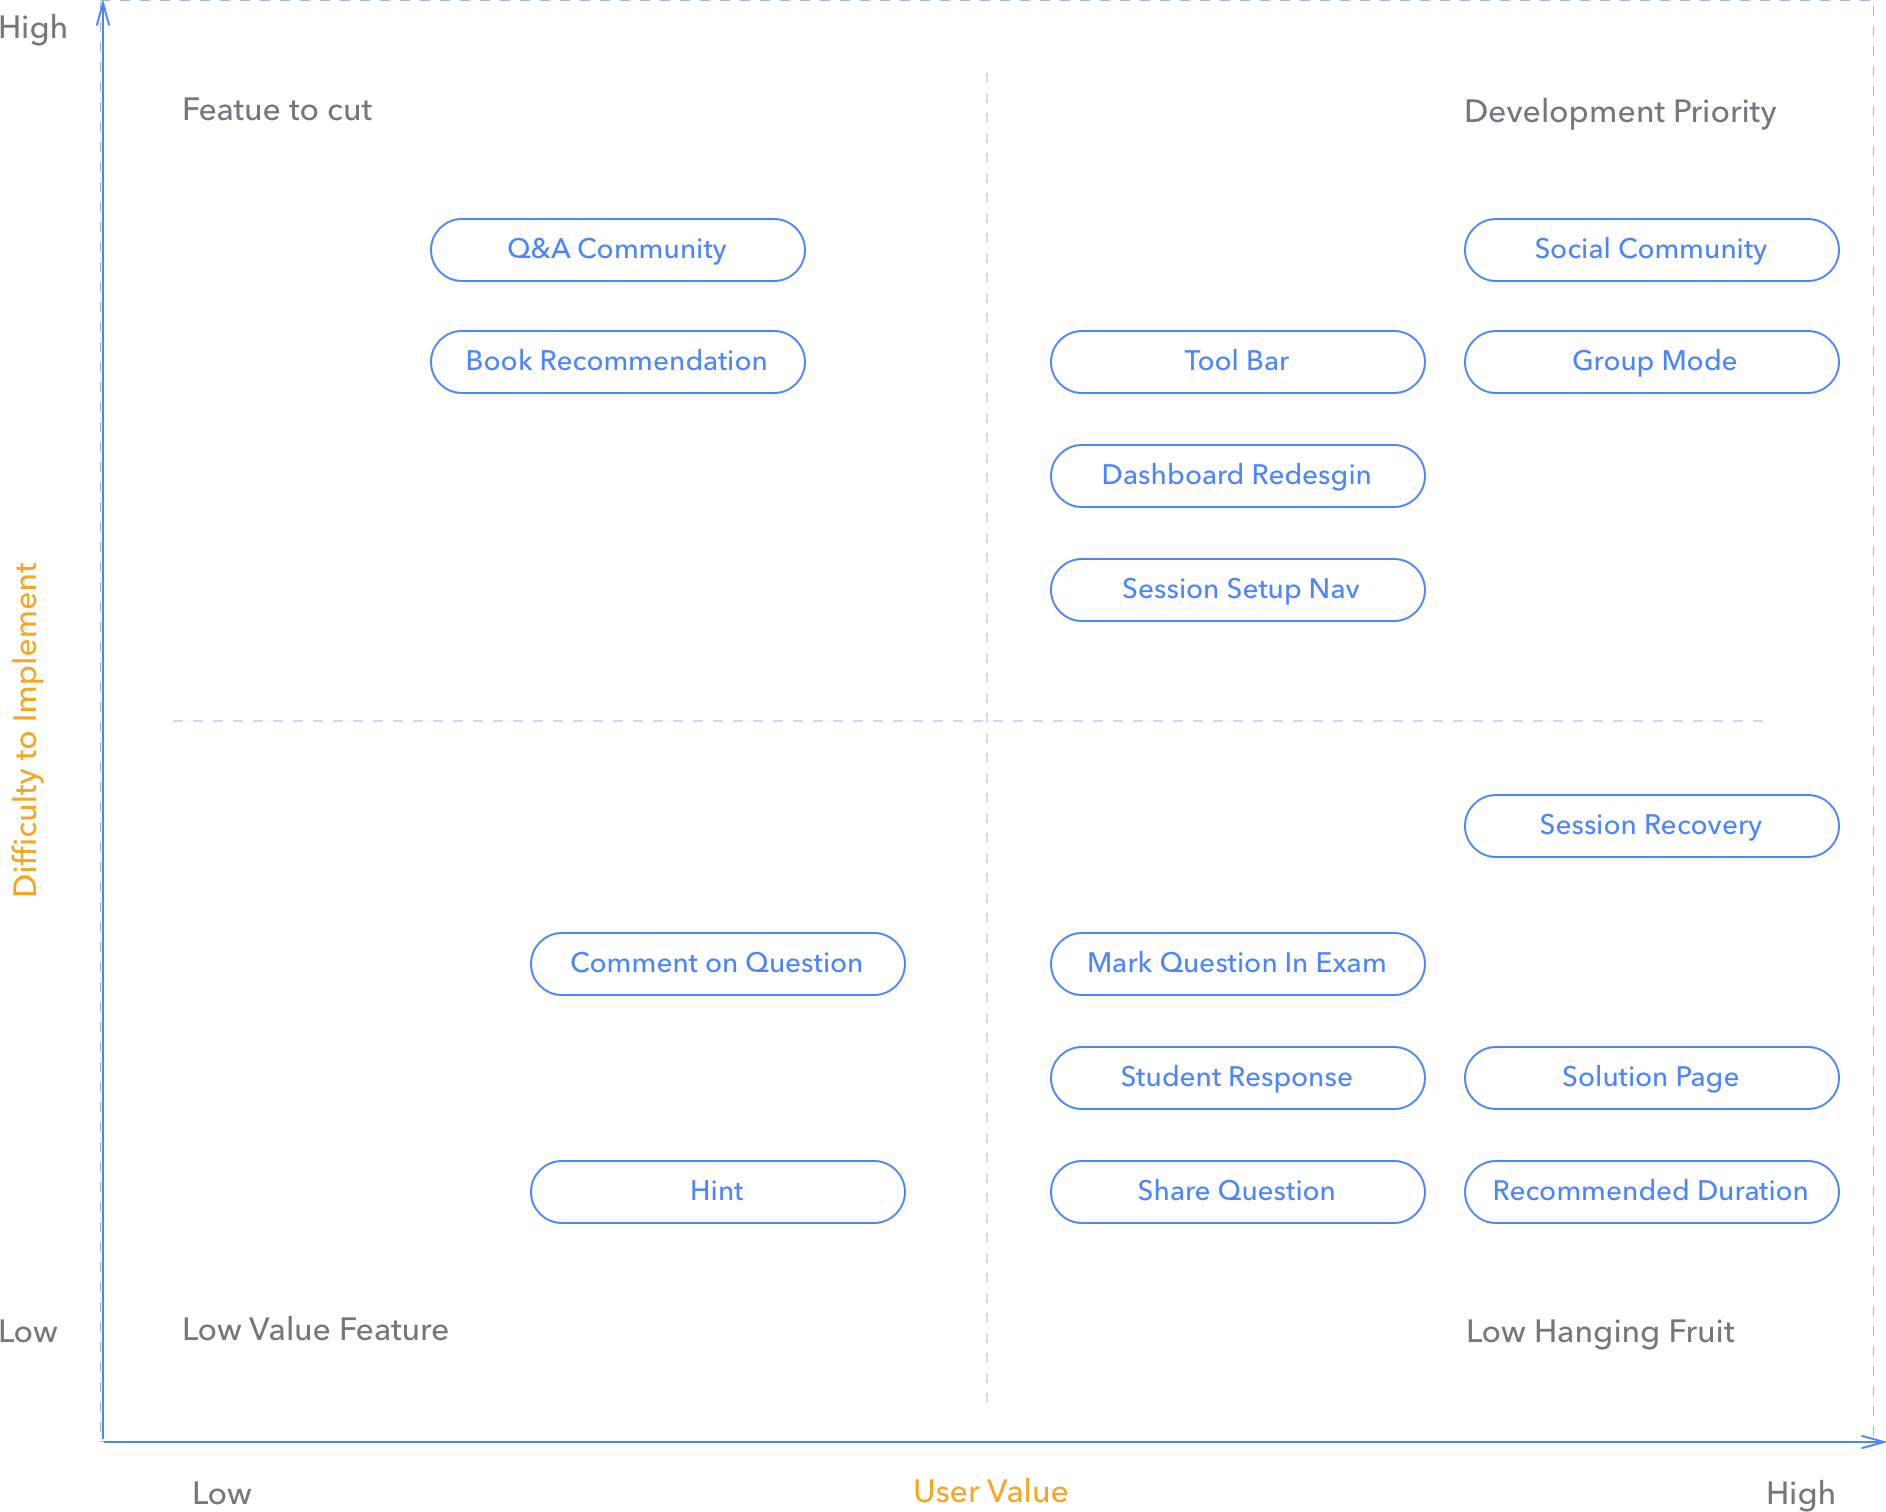 High
Featue to cut
Development Priority
Q&A Community
Social Community
Book Recommendation
Tool Bar
Group Mode
Dashboard Redesgin
Session Setup Nav
Difficulty to Implement
Session Recovery
Comment on Question
Mark Question In Exam
Student Response
Solution Page
Hint
Share Question
Recommended Duration
Low
Low Value Feature
Low Hanging Fruit
Low
User Value
High